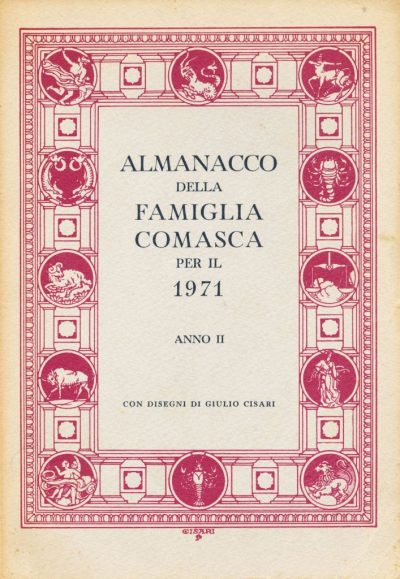 ALMANACCO
DELLA
FAMIGLIA
COMASCA
PER IL
1971
ANNO II
CON DISEGNI DI GIULIO CISARI
CISARI